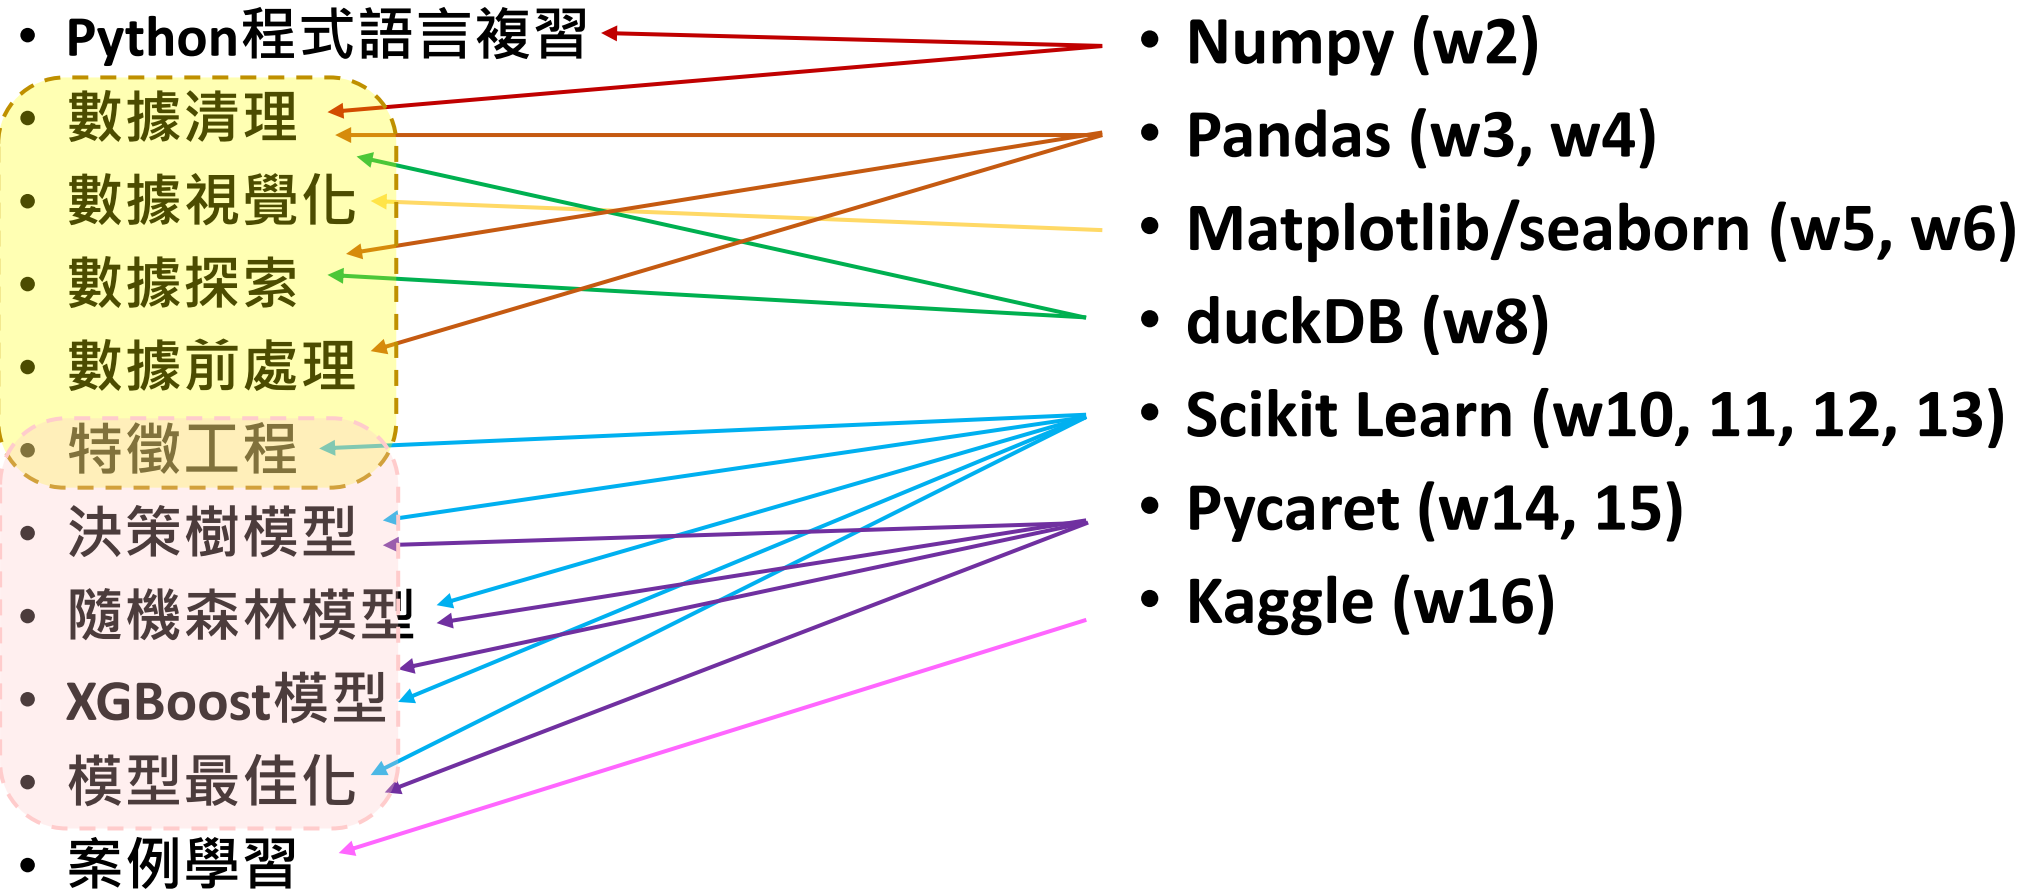 • Python程式語言複習
• 數據清理
• 數據視覺化
• 數據探索
• 數據前處理
• 特徵工程
• 決策樹模型
• 隨機森林模型
• XGBoost模型
• 模型最佳化
• 案例學習
• Numpy (w2)
• Pandas (w3, w4)
• Matplotlib/seaborn (w5, w6)
• duckDB (w8)
• Scikit Learn (w10, 11, 12, 13)
• Pycaret (w14, 15)
• Kaggle (w16)